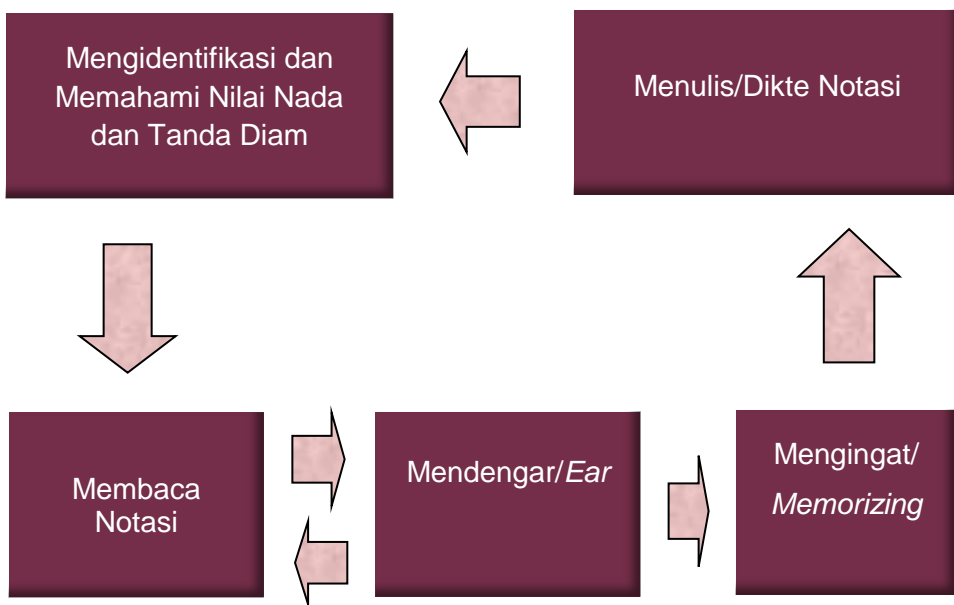 Mengidentifikasi dan
Memahami Nilai Nada
dan Tanda Diam
Menulis/Dikte Notasi
Membaca
Notasi
Mendengar/Ear
Mengingat/
Memorizing